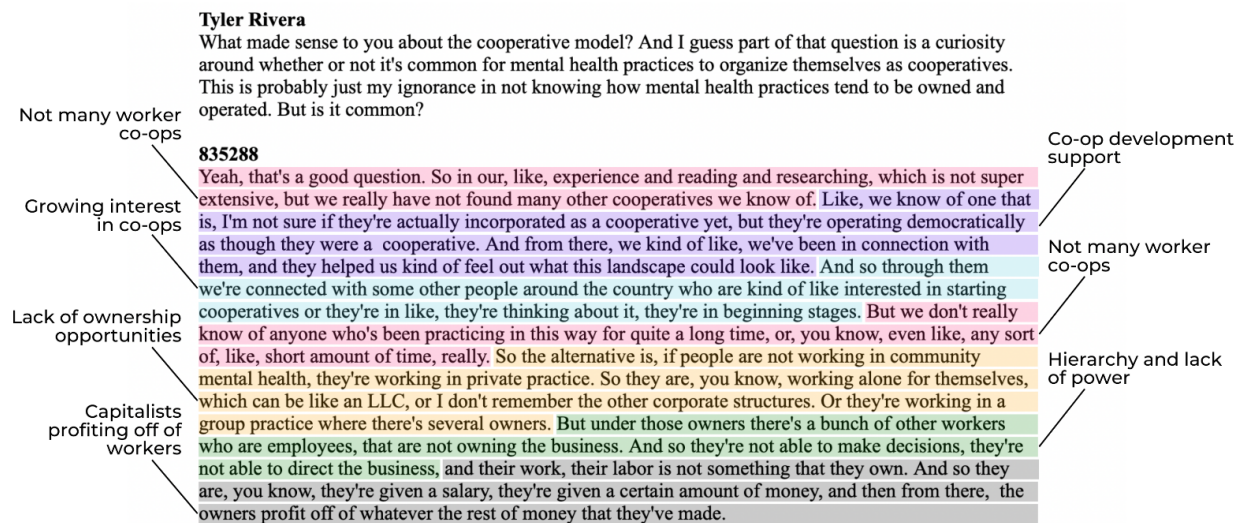 Tyler Rivera
What made sense to you about the cooperative model? And I guess part of that question is a curiosity
around whether or not it's common for mental health practices to organize themselves as cooperatives.
This is probably just my ignorance in not knowing how mental health practices tend to be owned and
operated. But is it common?
Not many worker
co-ops
835288
Yeah, that's a good question. So in our, like, experience and reading and researching, which is not super
extensive, but we really have not found many other cooperatives we know of. Like, we know of one that
is, I'm not sure if they're actually incorporated as a cooperative yet, but they're operating democratically
as though they were a  cooperative. And from there, we kind of like, we've been in connection with
them, and they helped us kind of feel out what this landscape could look like. And so through them
we're connected with some other people around the country who are kind of like interested in starting
cooperatives or they're in like, they're thinking about it, they're in beginning stages. But we don't really
know of anyone who's been practicing in this way for quite a long time, or, you know, even like, any sort
of, like, short amount of time, really. So the alternative is, if people are not working in community
mental health, they're working in private practice. So they are, you know, working alone for themselves,
which can be like an LLC, or I don't remember the other corporate structures. Or they're working in a
group practice where there's several owners. But under those owners there's a bunch of other workers
who are employees, that are not owning the business. And so they're not able to make decisions, they're
not able to direct the business, and their work, their labor is not something that they own. And so they
are, you know, they're given a salary, they're given a certain amount of money, and then from there,  the
owners profit off of whatever the rest of money that they've made.
Growing interest
in co-ops
Lack of ownership
opportunities
Capitalists
profiting off of
workers
Co-op development
support
Not many worker
co-ops
Hierarchy and lack
of power